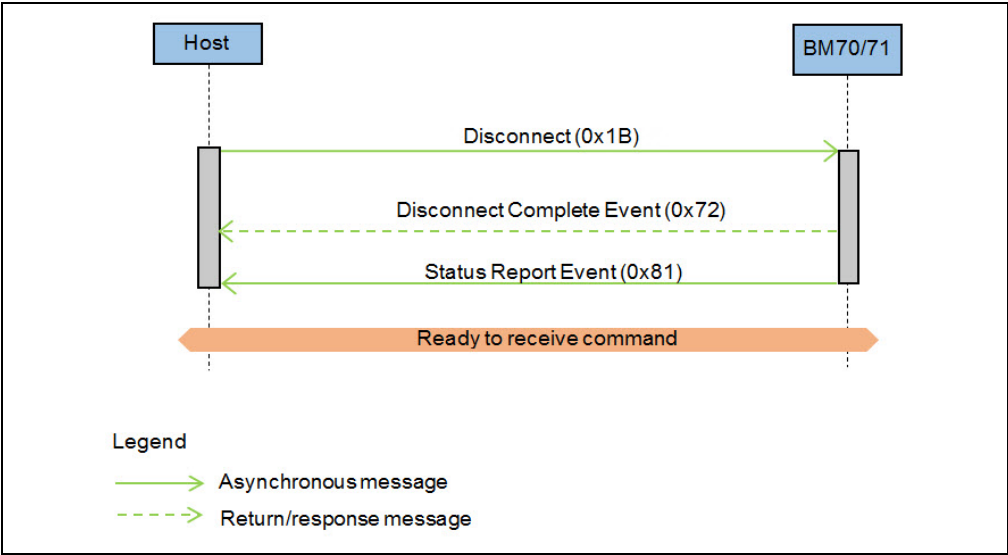 Host
BM70/71
Disconnect (0x1B)
Disconnect Complete Event (0x72)
Status Report Event (0x81)
Ready to receive command
Legend
Asynchronous message
Return/response message